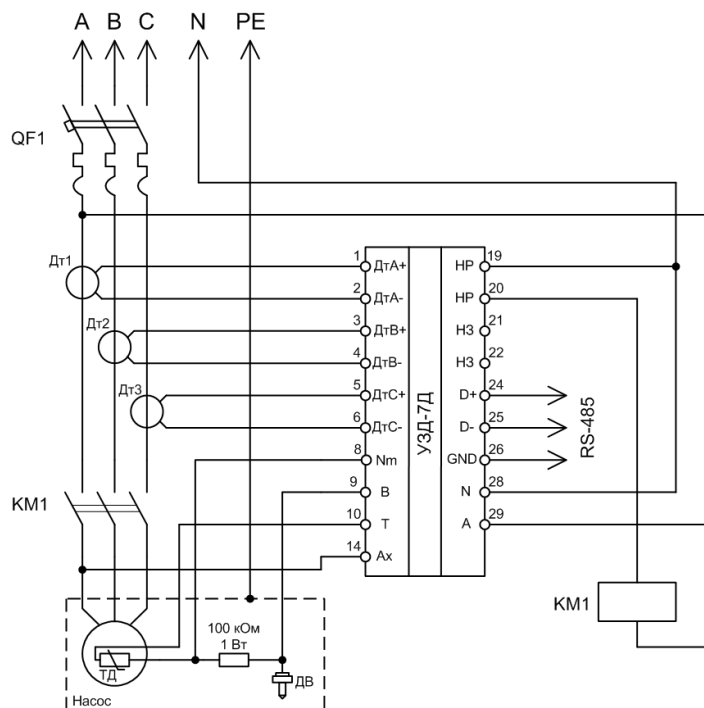 A B C N PE
QF1
Дт1
Дт2
Дт3
1 ДтА+
2 ДтА-
3 ДтВ+
4 ДтВ-
5 ДтС+
6 ДтС-
8 Nm
9 В
10 Т
14 Ах
УЗД-7Д
НР 19
НР 20
НЗ 21
НЗ 22
D+ 24
D- 25
GND 26
N 28
A 29
RS-485
КМ1
КМ1
100 кОм
1 Вт
ТД
ДВ
Насос